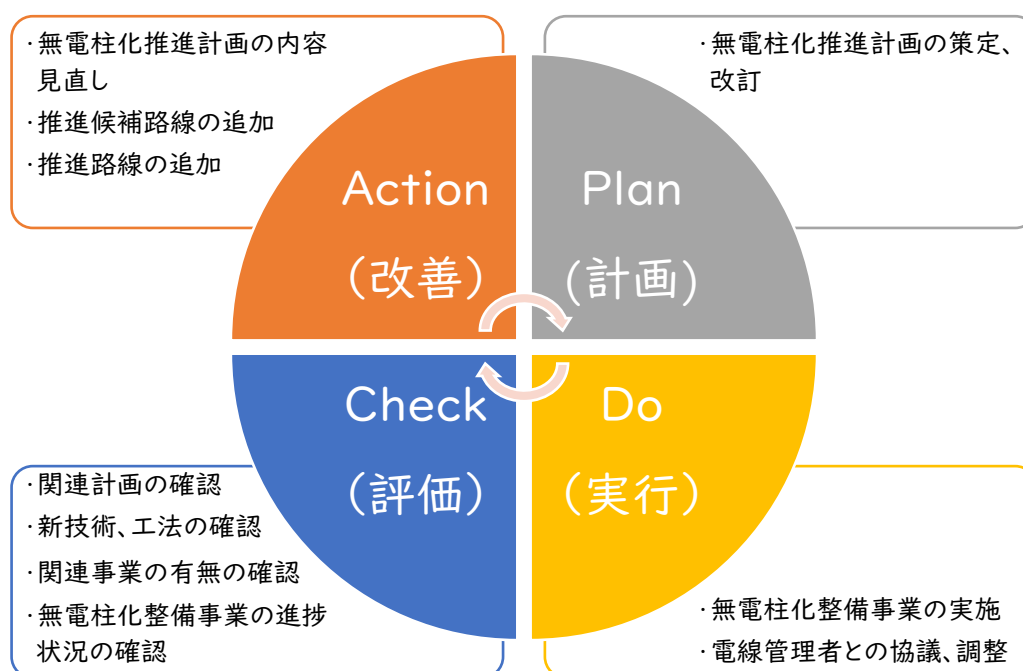 ・無電柱化推進計画の内容
見直し
・推進候補路線の追加
・推進路線の追加
・無電柱化推進計画の策定、
改訂
Action
（改善）
Plan
(計画)
Check
（評価）
Do
（実行）
・関連計画の確認
・新技術、工法の確認
・関連事業の有無の確認
・無電柱化整備事業の進捗
状況の確認
・無電柱化整備事業の実施
・電線管理者との協議、調整